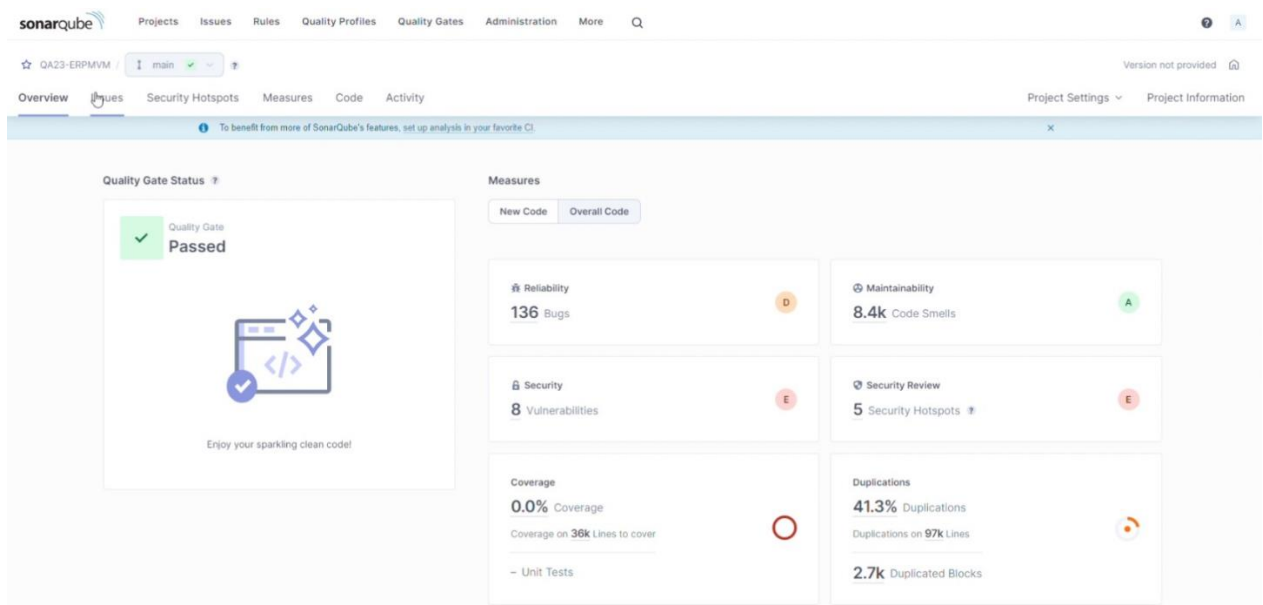 sonarqube Projects Issues Rules Quality Profiles Quality Gates Administration More A
QA23-ERPMVM / main ? Version not provided
Overview Issues Security Hotspots Measures Code Activity Project Settings Project Information
To benefit from more of SonarQube's features, set up analysis in your favorite CI.
Quality Gate Status ?
Quality Gate
Passed
</>
Enjoy your sparkling clean code!
Measures
New Code Overall Code
Reliability
136 Bugs D
Maintainability
8.4k Code Smells A
Security
8 Vulnerabilities E
Security Review
5 Security Hotspots ? E
Coverage
0.0% Coverage
Coverage on 36k Lines to cover
– Unit Tests
Duplications
41.3% Duplications
Duplications on 97k Lines
2.7k Duplicated Blocks